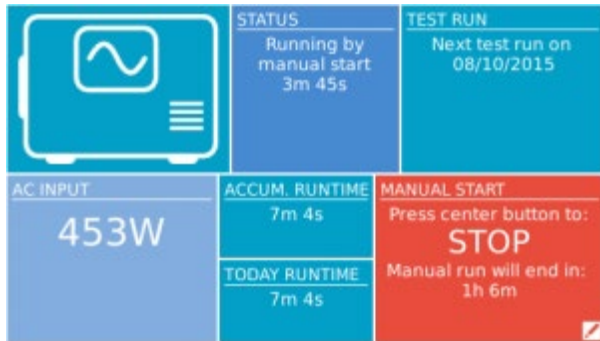 STATUS
Running by
manual start
3m 45s
TEST RUN
Next test run on
08/10/2015
AC INPUT
453W
ACCUM. RUNTIME
7m 4s
TODAY RUNTIME
7m 4s
MANUAL START
Press center button to:
STOP
Manual run will end in:
1h 6m